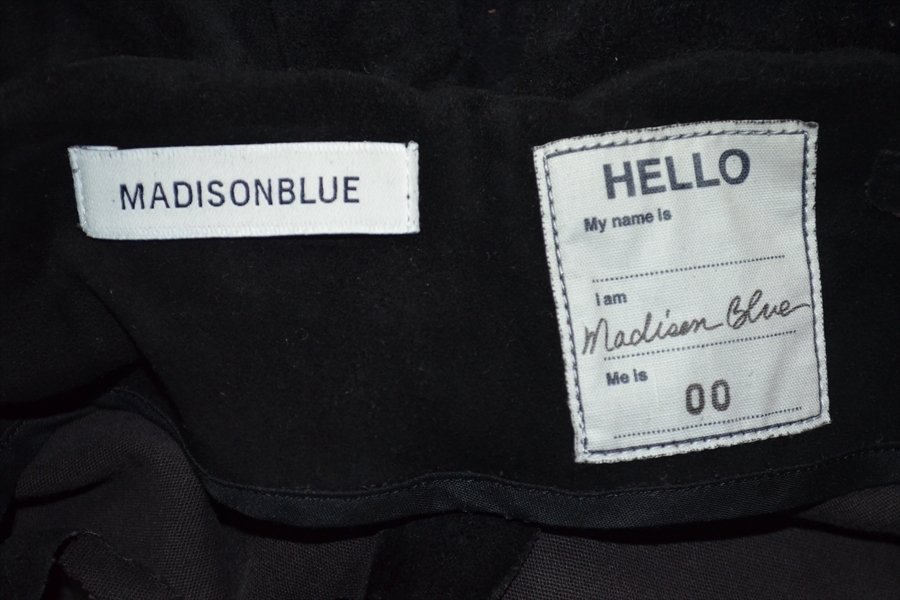 MADISONBLUE
HELLO
My name is
i am
Madison Blue
Me is
00